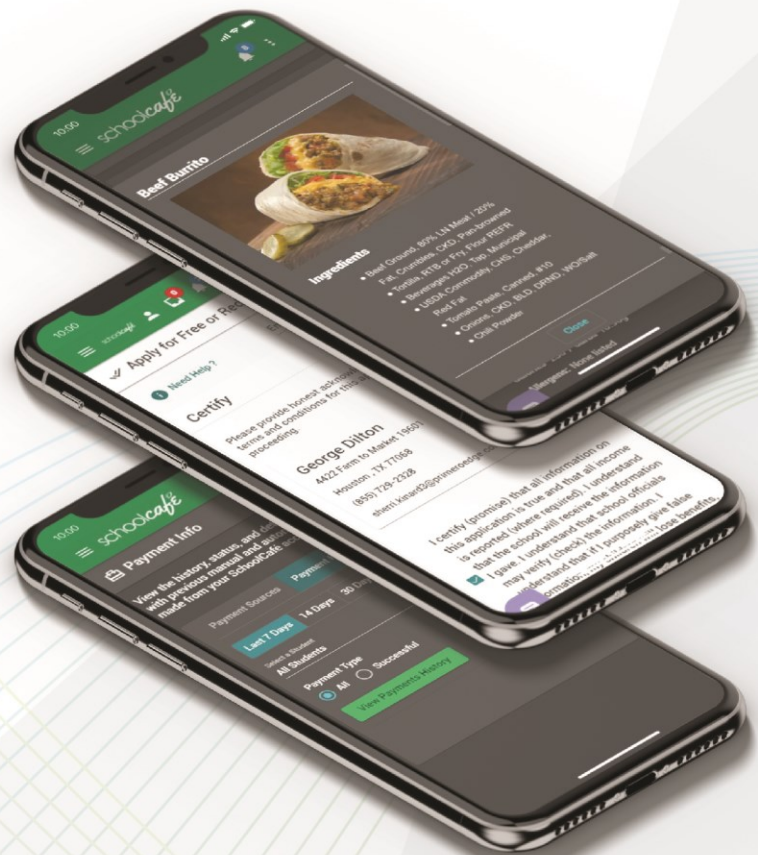 10:00
schoolcafé
8
Beef Burrito
Ingredients
• Beef Ground, 80% LN Meat / 20%
Fat, Crumbles, CKD, Pan-browned
• Tortilla, RTB or Fry, Flour REFR
• Beverages H2O, Tap, Municipal
• USDA Commodity, CHS, Cheddar,
Red Fat
• Tomato Paste, Canned, #10
• Onions, CKD, BLD, DRND, WO/Salt
• Chili Powder
Close
Allergens: None listed
10:00
schoolcafé
Apply for Free or
Need Help ?
Certify
Please provide honest
terms and conditions for this
proceeding.
George Dilton
4422 Farm to Market 1960
Houston , TX 77068
(855) 729-2328
I certify (promise) that all information on
this application is true and that all income
is reported (where required). I understand
that the school will receive the information
I gave. I understand that school officials
may verify (check) the information. I
understand that if I purposely give false
lose benefits,
10:00
schoolcafé
Payment Info
View the history, status, and
with previous manual and
made from your SchoolCafé
Payment Sources
Payment
Last 7 Days
14 Days
30 Day
Select a Student
All Students
Payment Type
All
Successful
View Payments History